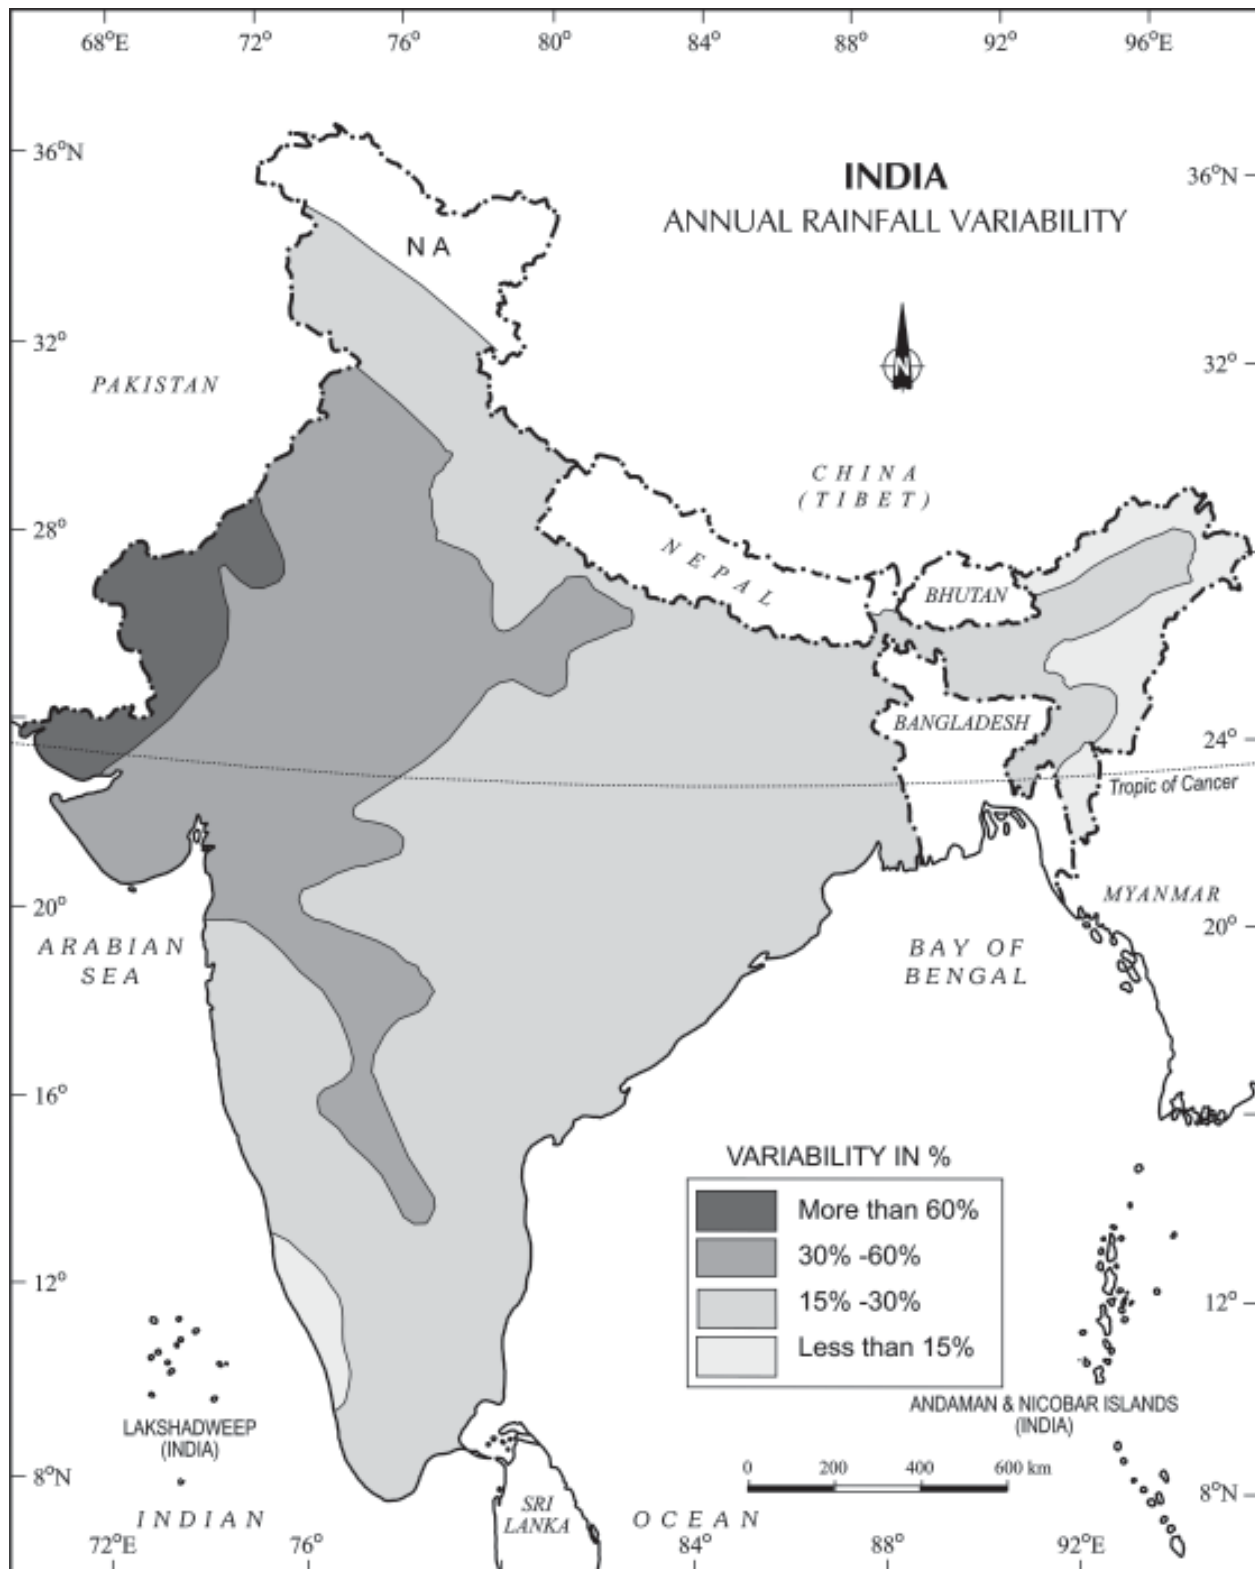 68°E 72° 76° 80° 84° 88° 92° 96°E
36°N
INDIA
36°N
ANNUAL RAINFALL VARIABILITY
NA
N
32°
32°
PAKISTAN
CHINA
(TIBET)
28°
28°
NEPAL
BHUTAN
BANGLADESH
24°
Tropic of Cancer
20°
MYANMAR
20°
ARABIAN
SEA
BAY OF
BENGAL
16°
VARIABILITY IN %
More than 60%
30% -60%
15% -30%
Less than 15%
12°
12°
LAKSHADWEEP
(INDIA)
ANDAMAN & NICOBAR ISLANDS
(INDIA)
8°N
0 200 400 600 km
8°N
SRI
LANKA
INDIAN
OCEAN
72°E 76° 84° 88° 92°E